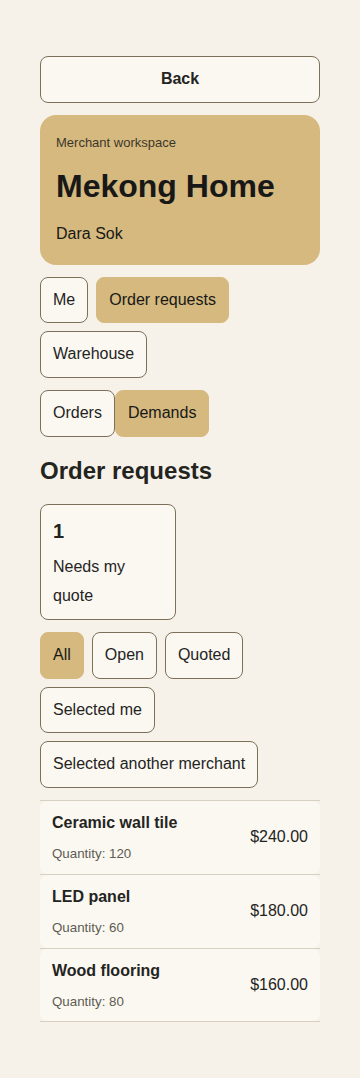 Back
Merchant workspace
Mekong Home
Dara Sok
Me
Order requests
Warehouse
Orders
Demands
Order requests
1
Needs my
quote
All
Open
Quoted
Selected me
Selected another merchant
Ceramic wall tile
Quantity: 120
$240.00
LED panel
Quantity: 60
$180.00
Wood flooring
Quantity: 80
$160.00